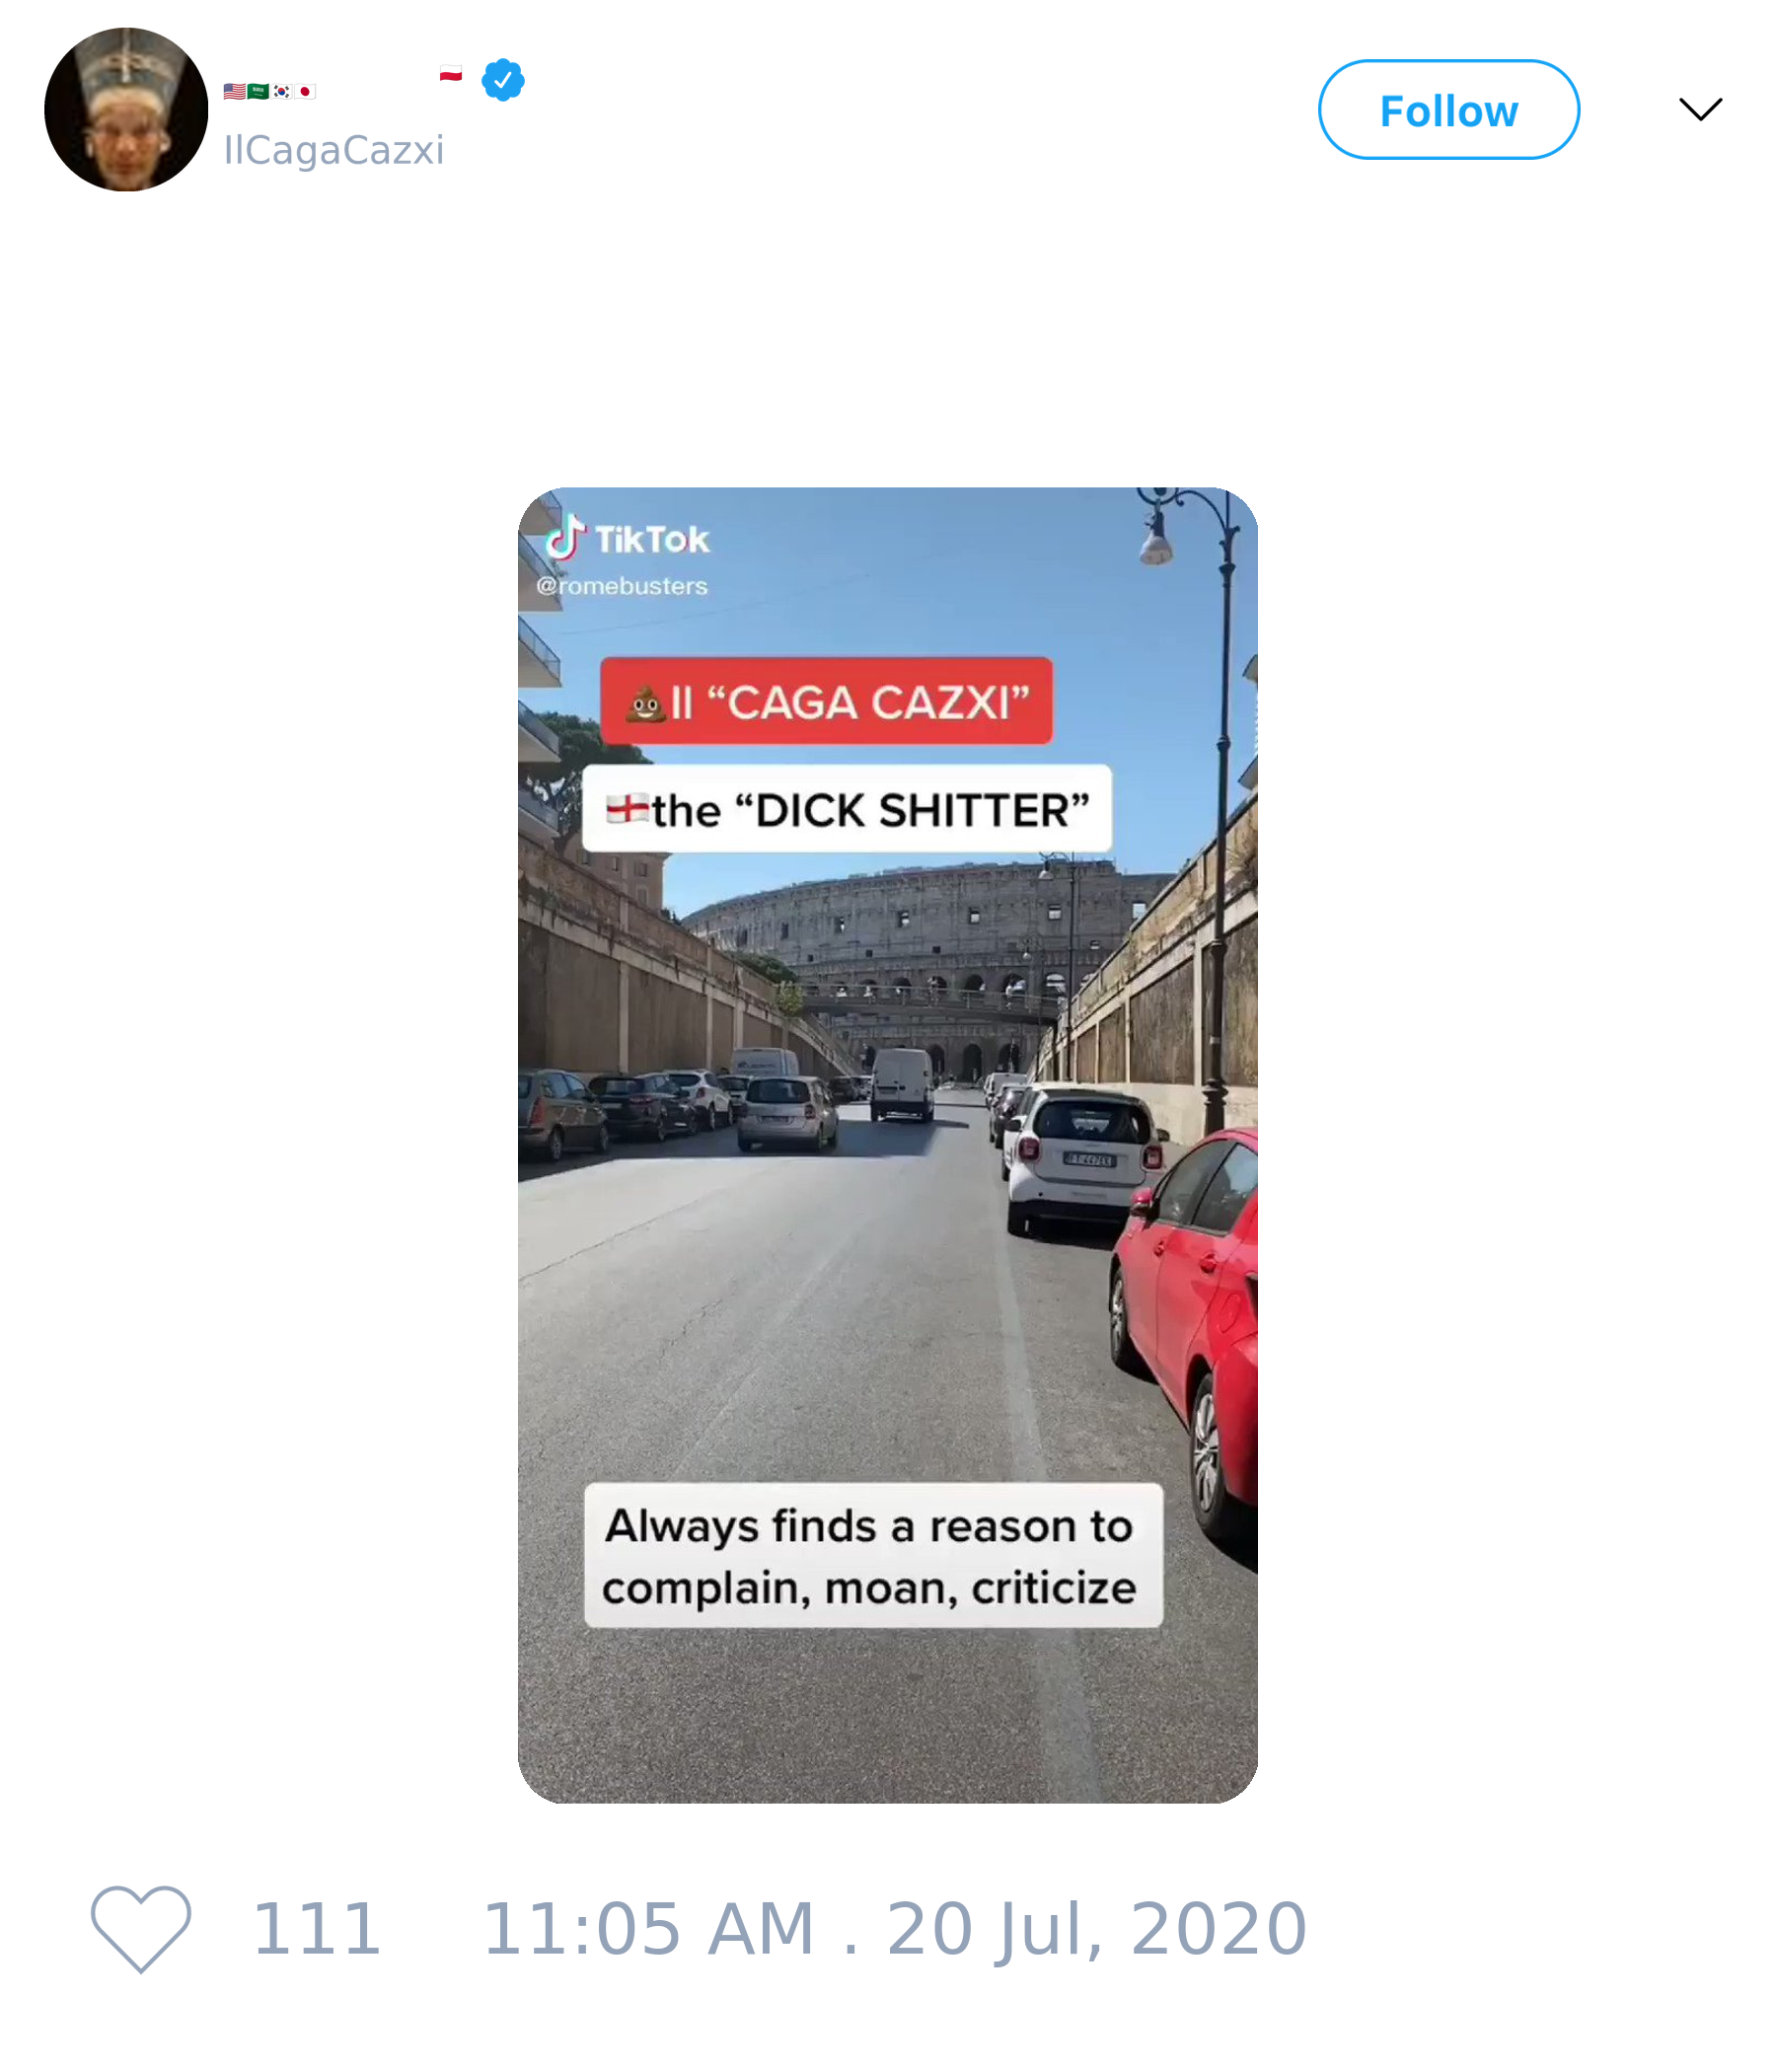 IlCagaCazxi
Follow
TikTok
@romebusters
💩Il “CAGA CAZXI”
🏴󠁧󠁢󠁥󠁮󠁧󠁿the “DICK SHITTER”
Always finds a reason to
complain, moan, criticize
111 11:05 AM . 20 Jul, 2020